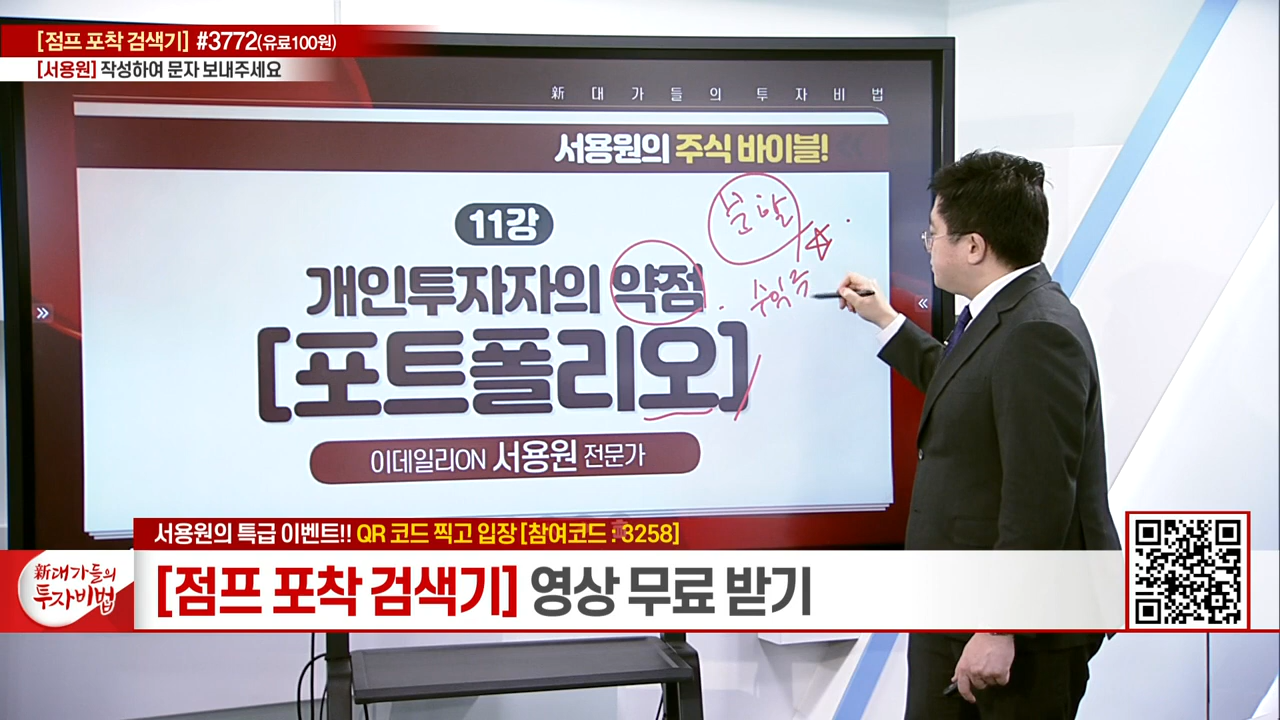 [점프 포착 검색기] #3772(유료100원)
[서용원] 작성하여 문자 보내주세요
新 대가들의 투자비법
서용원의 주식 바이블!
11강
개인투자자의 약점
[포트폴리오]
수익률
이데일리ON 서용원 전문가
서용원의 특급 이벤트!! QR 코드 찍고 입장 [참여코드 : 3258]
新대가들의
투자비법
[점프 포착 검색기] 영상 무료 받기